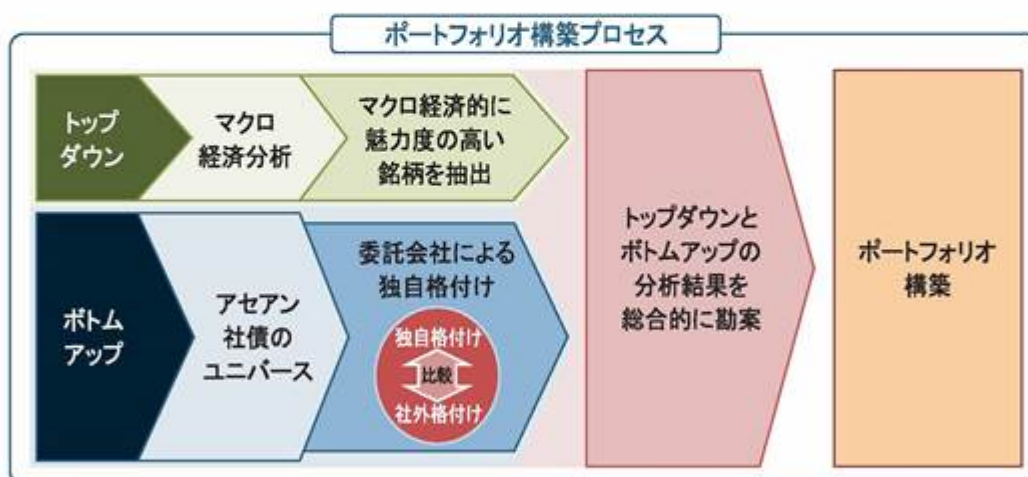 ポートフォリオ構築プロセス
トップ
ダウン
マクロ
経済分析
マクロ経済的に
魅力度の高い
銘柄を抽出
ボトム
アップ
アセアン
社債の
ユニバース
委託会社による
独自格付け
独自格付け
比較
社外格付け
トップダウンと
ボトムアップの
分析結果を
総合的に勘案
ポートフォリオ
構築